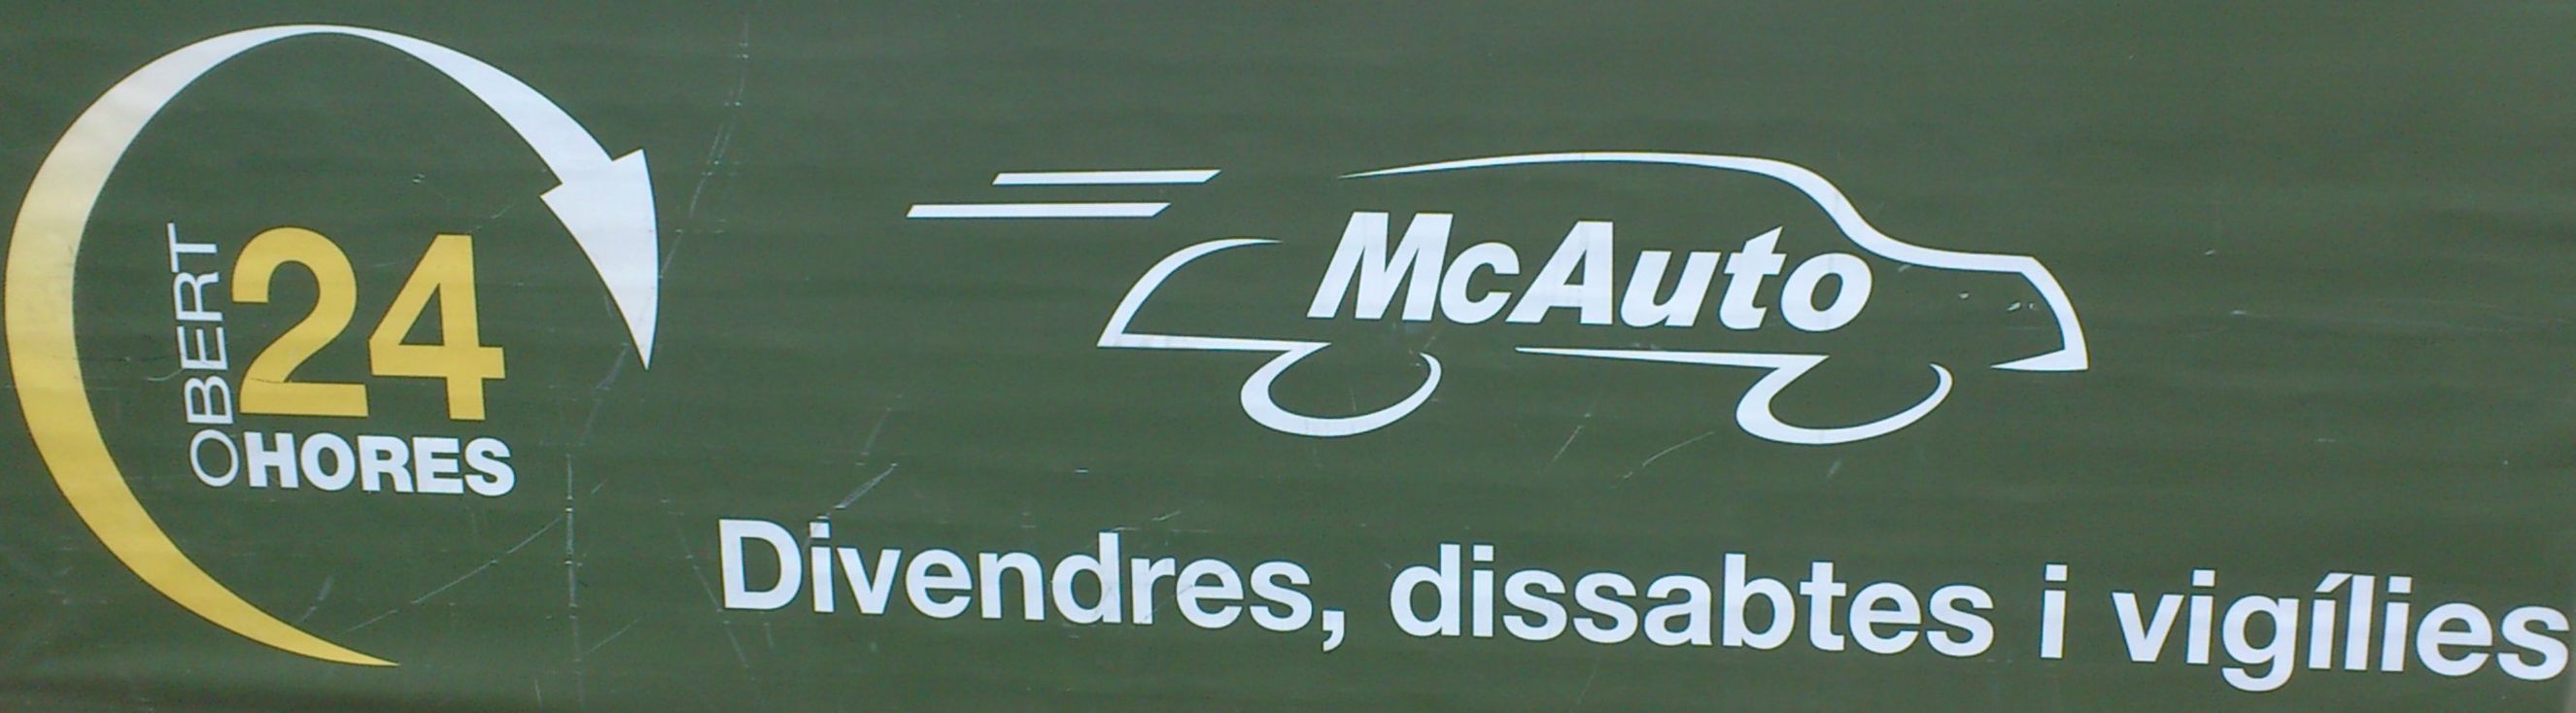 OBERT
24
HORES
McAuto
Divendres, dissabtes i vigílies